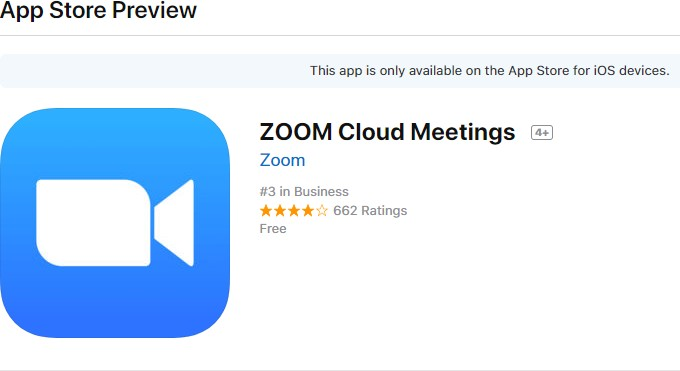 App Store Preview
This app is only available on the App Store for iOS devices.
ZOOM Cloud Meetings 4+
Zoom
#3 in Business
★★★★☆ 662 Ratings
Free